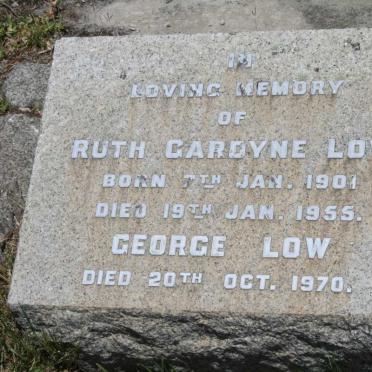 IN
LOVING MEMORY
OF
RUTH GARDYNE LOW
BORN 7TH JAN. 1901
DIED 19TH JAN. 1955.
GEORGE LOW
DIED 20TH OCT. 1970.